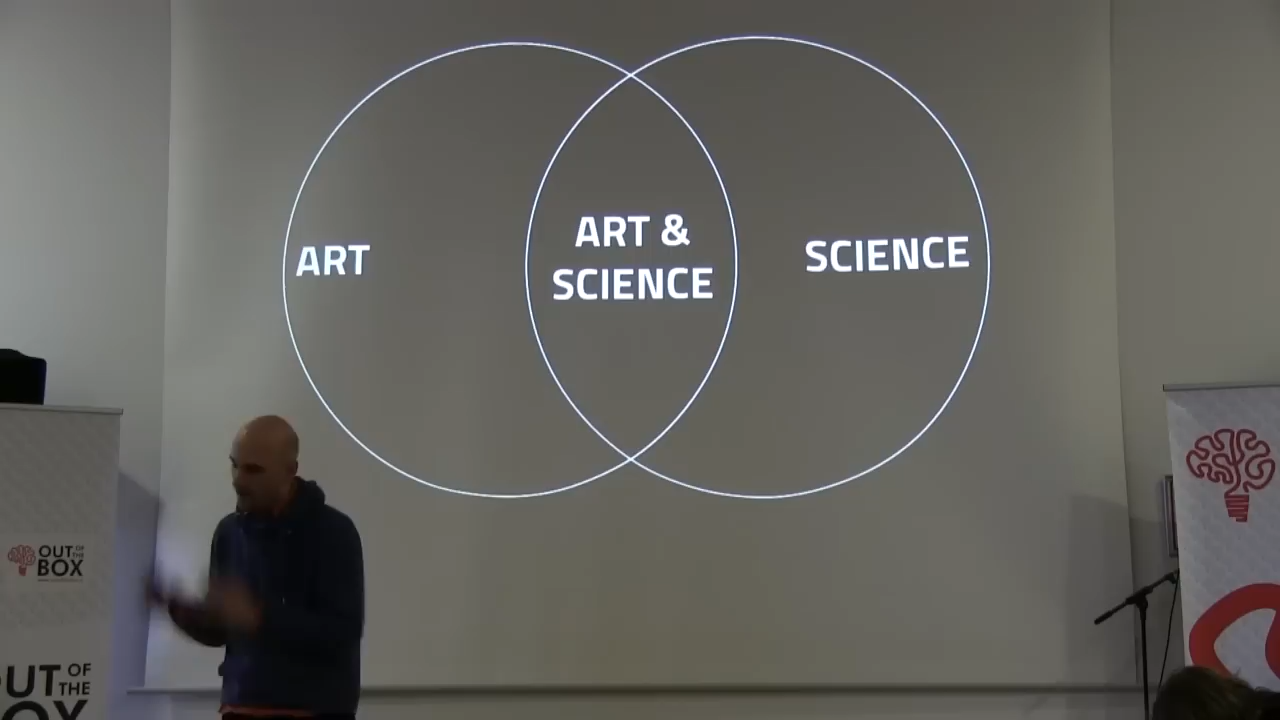 ART
ART &
SCIENCE
SCIENCE
OUT OF THE
BOX
OUT OF
THE
BOX